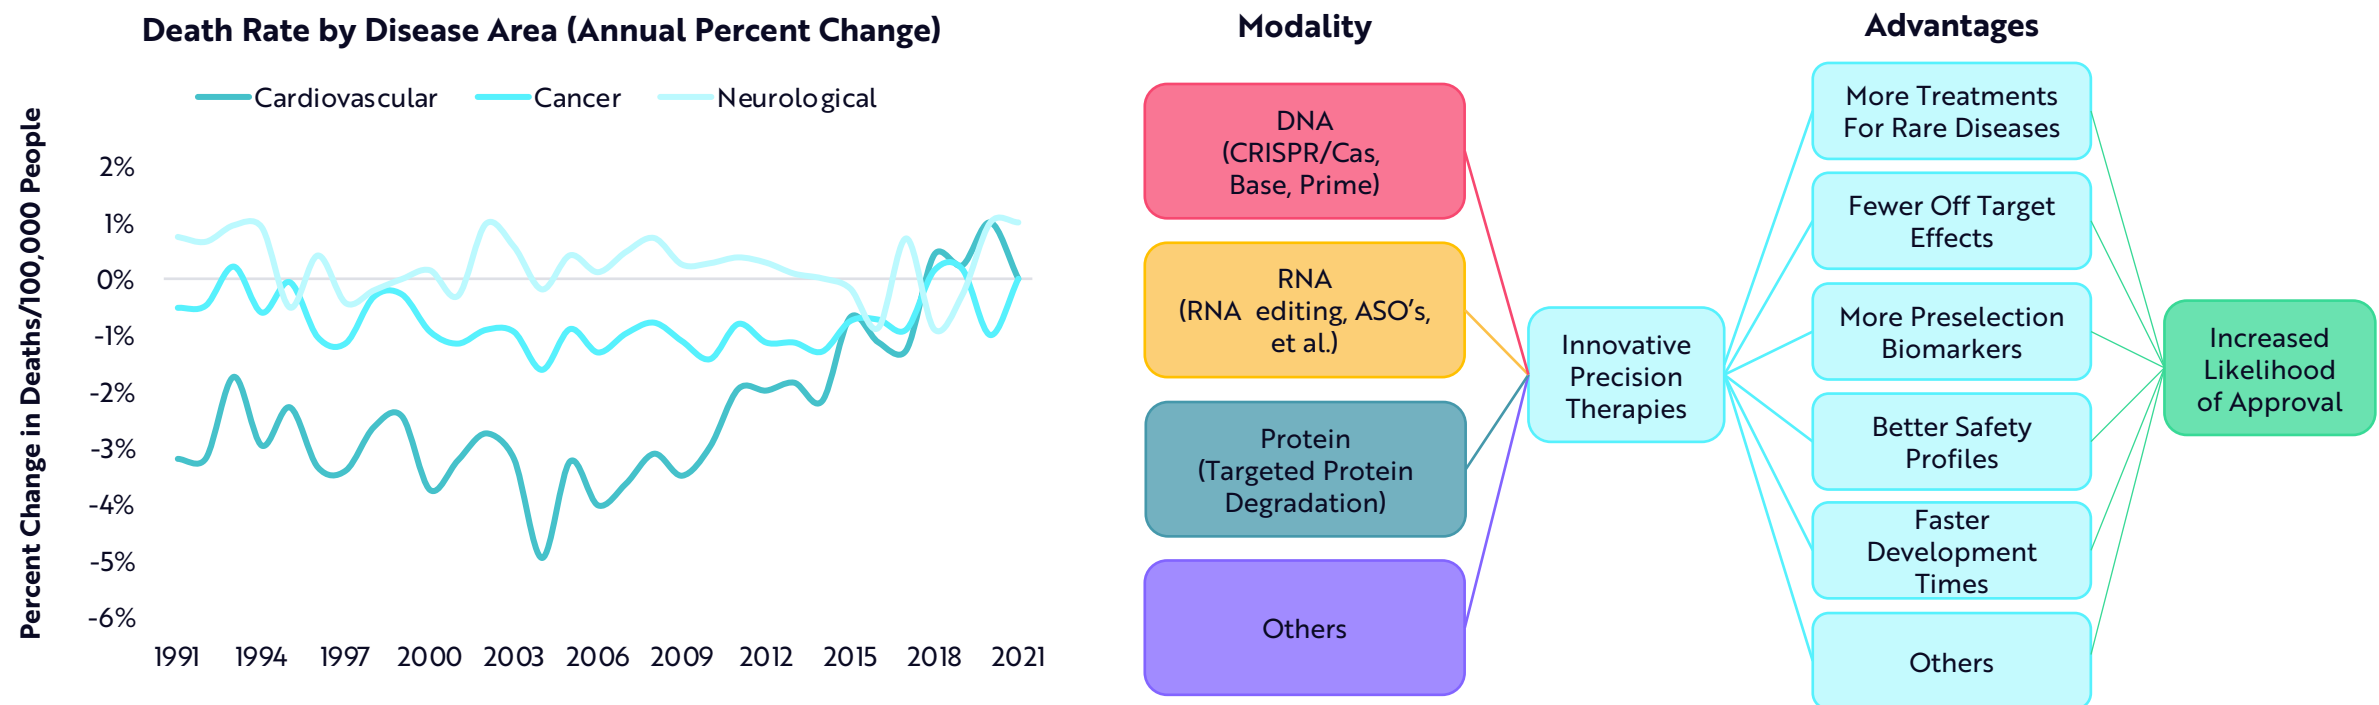 Death Rate by Disease Area (Annual Percent Change)
Cardiovascular
Cancer
Neurological
Percent Change in Deaths/100,000 People
2%
1%
0%
-1%
-2%
-3%
-4%
-5%
-6%
1991
1994
1997
2000
2003
2006
2009
2012
2015
2018
2021
Modality
DNA
(CRISPR/Cas,
Base, Prime)
RNA
(RNA editing, ASO’s,
et al.)
Protein
(Targeted Protein
Degradation)
Others
Innovative
Precision
Therapies
Advantages
More Treatments
For Rare Diseases
Fewer Off Target
Effects
More Preselection
Biomarkers
Better Safety
Profiles
Faster
Development
Times
Others
Increased
Likelihood
of Approval